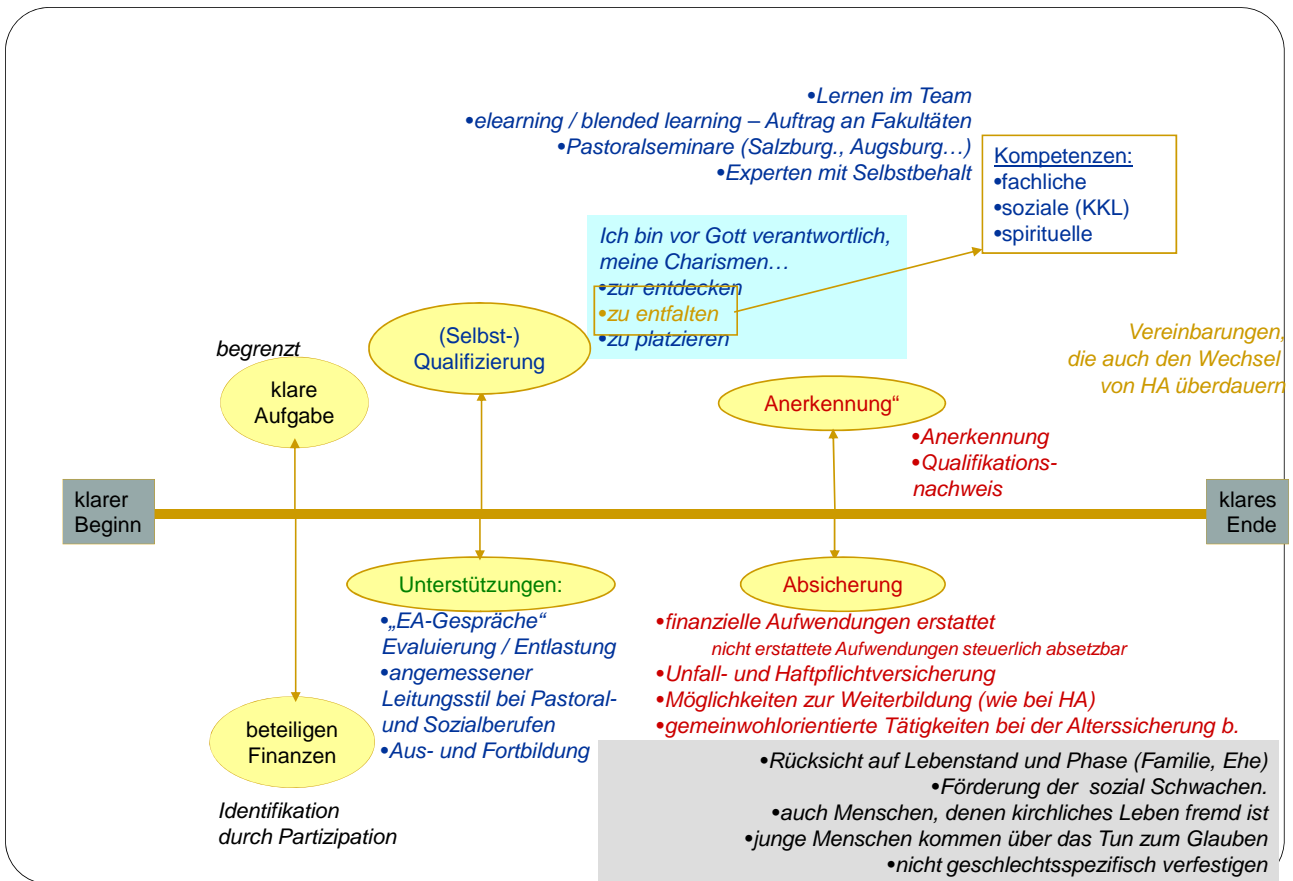 •Lernen im Team
•elearning / blended learning – Auftrag an Fakultäten
•Pastoralseminare (Salzburg., Augsburg…)
•Experten mit Selbstbehalt
Kompetenzen:
•fachliche
•soziale (KKL)
•spirituelle
Ich bin vor Gott verantwortlich,
meine Charismen…
•zur entdecken
•zu entfalten
•zu platzieren
(Selbst-)
Qualifizierung
begrenzt
klare
Aufgabe
Vereinbarungen,
die auch den Wechsel
von HA überdauern
Anerkennung“
•Anerkennung
•Qualifikations-
nachweis
klarer
Beginn
klares
Ende
Unterstützungen:
•„EA-Gespräche“
Evaluierung / Entlastung
•angemessener
Leitungsstil bei Pastoral-
und Sozialberufen
•Aus- und Fortbildung
Absicherung
•finanzielle Aufwendungen erstattet
nicht erstattete Aufwendungen steuerlich absetzbar
•Unfall- und Haftpflichtversicherung
•Möglichkeiten zur Weiterbildung (wie bei HA)
•gemeinwohlorientierte Tätigkeiten bei der Alterssicherung b.
beteiligen
Finanzen
Identifikation
durch Partizipation
•Rücksicht auf Lebenstand und Phase (Familie, Ehe)
•Förderung der sozial Schwachen.
•auch Menschen, denen kirchliches Leben fremd ist
•junge Menschen kommen über das Tun zum Glauben
•nicht geschlechtsspezifisch verfestigen